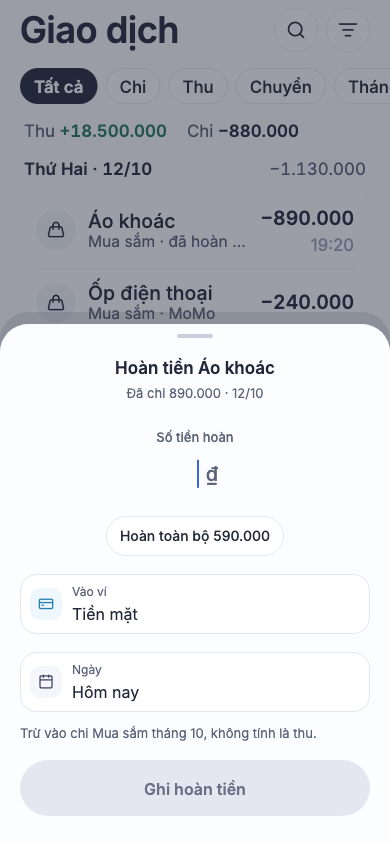 Giao dịch
Tất cả
Chi
Thu
Chuyển
Thán
Thu +18.500.000 Chi −880.000
Thứ Hai · 12/10 −1.130.000
Áo khoác −890.000
Mua sắm · đã hoàn ... 19:20
Ốp điện thoại −240.000
Mua sắm · MoMo
Hoàn tiền Áo khoác
Đã chi 890.000 · 12/10
Số tiền hoàn
₫
Hoàn toàn bộ 590.000
Vào ví
Tiền mặt
Ngày
Hôm nay
Trừ vào chi Mua sắm tháng 10, không tính là thu.
Ghi hoàn tiền